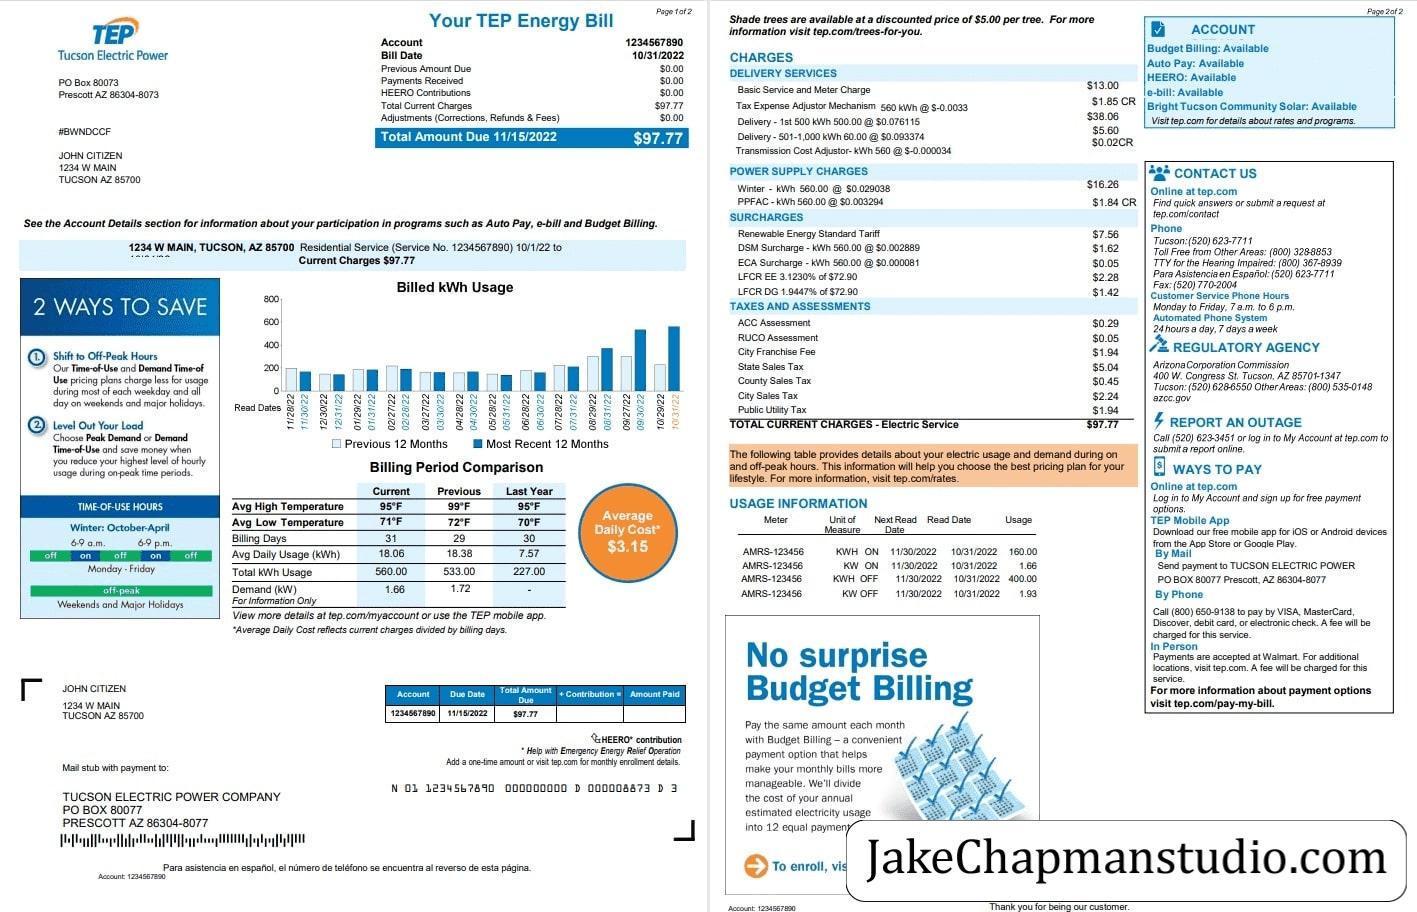 Page 1 of 2
TEP
Tucson Electric Power
Your TEP Energy Bill
Account 1234567890
Bill Date 10/31/2022
Previous Amount Due $0.00
Payments Received $0.00
HEERO Contributions $0.00
Total Current Charges $97.77
Adjustments (Corrections, Refunds & Fees) $0.00
Total Amount Due 11/15/2022 $97.77
PO Box 80073
Prescott AZ 86304-8073
#BWNDCCF
JOHN CITIZEN
1234 W MAIN
TUCSON AZ 85700
See the Account Details section for information about your participation in programs such as Auto Pay, e-bill and Budget Billing.
1234 W MAIN, TUCSON, AZ 85700 Residential Service (Service No. 1234567890) 10/1/22 to
Current Charges $97.77
2 WAYS TO SAVE
1. Shift to Off-Peak Hours
Our Time-of-Use and Demand Time-of
Use pricing plans charge less for usage
during most of each weekday and all
day on weekends and major holidays.
2. Level Out Your Load
Choose Peak Demand or Demand
Time-of-Use and save money when
you reduce your highest level of hourly
usage during on-peak time periods.
TIME-OF-USE HOURS
Winter: October-April
6-9 a.m. 6-9 p.m.
off on off on off
Monday - Friday
off-peak
Weekends and Major Holidays
Billed kWh Usage
800
600
400
200
0
Read Dates 11/28/22 11/30/22 12/30/22 12/31/22 01/29/22 01/31/22 02/27/22 02/28/22 03/27/22 03/30/22 04/28/22 04/30/22 05/28/22 05/31/22 06/28/22 06/30/22 07/28/22 07/31/22 08/29/22 08/31/22 09/27/22 09/30/22 10/29/22 10/31/22
Previous 12 Months Most Recent 12 Months
Billing Period Comparison
Current Previous Last Year
Avg High Temperature 95°F 99°F 95°F
Avg Low Temperature 71°F 72°F 70°F
Billing Days 31 29 30
Avg Daily Usage (kWh) 18.06 18.38 7.57
Total kWh Usage 560.00 533.00 227.00
Demand (kW) 1.66 1.72 -
For Information Only
View more details at tep.com/myaccount or use the TEP mobile app.
*Average Daily Cost reflects current charges divided by billing days.
Average
Daily Cost*
$3.15
JOHN CITIZEN
1234 W MAIN
TUCSON AZ 85700
Account Due Date Total Amount Due + Contribution = Amount Paid
1234567890 11/15/2022 $97.77
HEERO* contribution
* Help with Emergency Energy Relief Operation
Add a one-time amount or visit tep.com for monthly enrollment details.
Mail stub with payment to:
N 01 1234567890 000000000 D 000008873 D 3
TUCSON ELECTRIC POWER COMPANY
PO BOX 80077
PRESCOTT AZ 86304-8077
Para asistencia en español, el número de teléfono se encuentra al reverso de esta página.
Account: 1234567890
Page 2 of 2
Shade trees are available at a discounted price of $5.00 per tree. For more
information visit tep.com/trees-for-you.
CHARGES
DELIVERY SERVICES
Basic Service and Meter Charge $13.00
Tax Expense Adjustor Mechanism 560 kWh @ $-0.0033 $1.85 CR
Delivery - 1st 500 kWh 500.00 @ $0.076115 $38.06
Delivery - 501-1,000 kWh 60.00 @ $0.093374 $5.60
Transmission Cost Adjustor- kWh 560 @ $-0.000034 $0.02CR
POWER SUPPLY CHARGES
Winter - kWh 560.00 @ $0.029038 $16.26
PPFAC - kWh 560.00 @ $0.003294 $1.84 CR
SURCHARGES
Renewable Energy Standard Tariff $7.56
DSM Surcharge - kWh 560.00 @ $0.002889 $1.62
ECA Surcharge - kWh 560.00 @ $0.000081 $0.05
LFCR EE 3.1230% of $72.90 $2.28
LFCR DG 1.9447% of $72.90 $1.42
TAXES AND ASSESSMENTS
ACC Assessment $0.29
RUCO Assessment $0.05
City Franchise Fee $1.94
State Sales Tax $5.04
County Sales Tax $0.45
City Sales Tax $2.24
Public Utility Tax $1.94
TOTAL CURRENT CHARGES - Electric Service $97.77
The following table provides details about your electric usage and demand during on
and off-peak hours. This information will help you choose the best pricing plan for your
lifestyle. For more information, visit tep.com/rates.
USAGE INFORMATION
Meter Unit of Measure Next Read Date Read Date Usage
AMRS-123456 KWH ON 11/30/2022 10/31/2022 160.00
AMRS-123456 KW ON 11/30/2022 10/31/2022 1.66
AMRS-123456 KWH OFF 11/30/2022 10/31/2022 400.00
AMRS-123456 KW OFF 11/30/2022 10/31/2022 1.93
No surprise
Budget Billing
Pay the same amount each month
with Budget Billing – a convenient
payment option that helps
make your monthly bills more
manageable. We'll divide
the cost of your annual
estimated electricity usage
into 12 equal payment
To enroll, vis
Account: 1234567890
ACCOUNT
Budget Billing: Available
Auto Pay: Available
HEERO: Available
e-bill: Available
Bright Tucson Community Solar: Available
Visit tep.com for details about rates and programs.
CONTACT US
Online at tep.com
Find quick answers or submit a request at
tep.com/contact
Phone
Tucson:(520) 623-7711
Toll Free from Other Areas: (800) 328-8853
TTY for the Hearing Impaired: (800) 367-8939
Para Asistencia en Español: (520) 623-7711
Fax: (520) 770-2004
Customer Service Phone Hours
Monday to Friday, 7 a.m. to 6 p.m.
Automated Phone System
24 hours a day, 7 days a week
REGULATORY AGENCY
Arizona Corporation Commission
400 W. Congress St. Tucson, AZ 85701-1347
Tucson: (520) 628-6550 Other Areas: (800) 535-0148
azcc.gov
REPORT AN OUTAGE
Call (520) 623-3451 or log in to My Account at tep.com to
submit a report online.
WAYS TO PAY
Online at tep.com
Log in to My Account and sign up for free payment
options.
TEP Mobile App
Download our free mobile app for iOS or Android devices
from the App Store or Google Play.
By Mail
Send payment to TUCSON ELECTRIC POWER
PO BOX 80077 Prescott, AZ 86304-8077
By Phone
Call (800) 650-9138 to pay by VISA, MasterCard,
Discover, debit card, or electronic check. A fee will be
charged for this service.
In Person
Payments are accepted at Walmart. For additional
locations, visit tep.com. A fee will be charged for this
service.
For more information about payment options
visit tep.com/pay-my-bill.
JakeChapmanstudio.com
Thank you for being our customer.